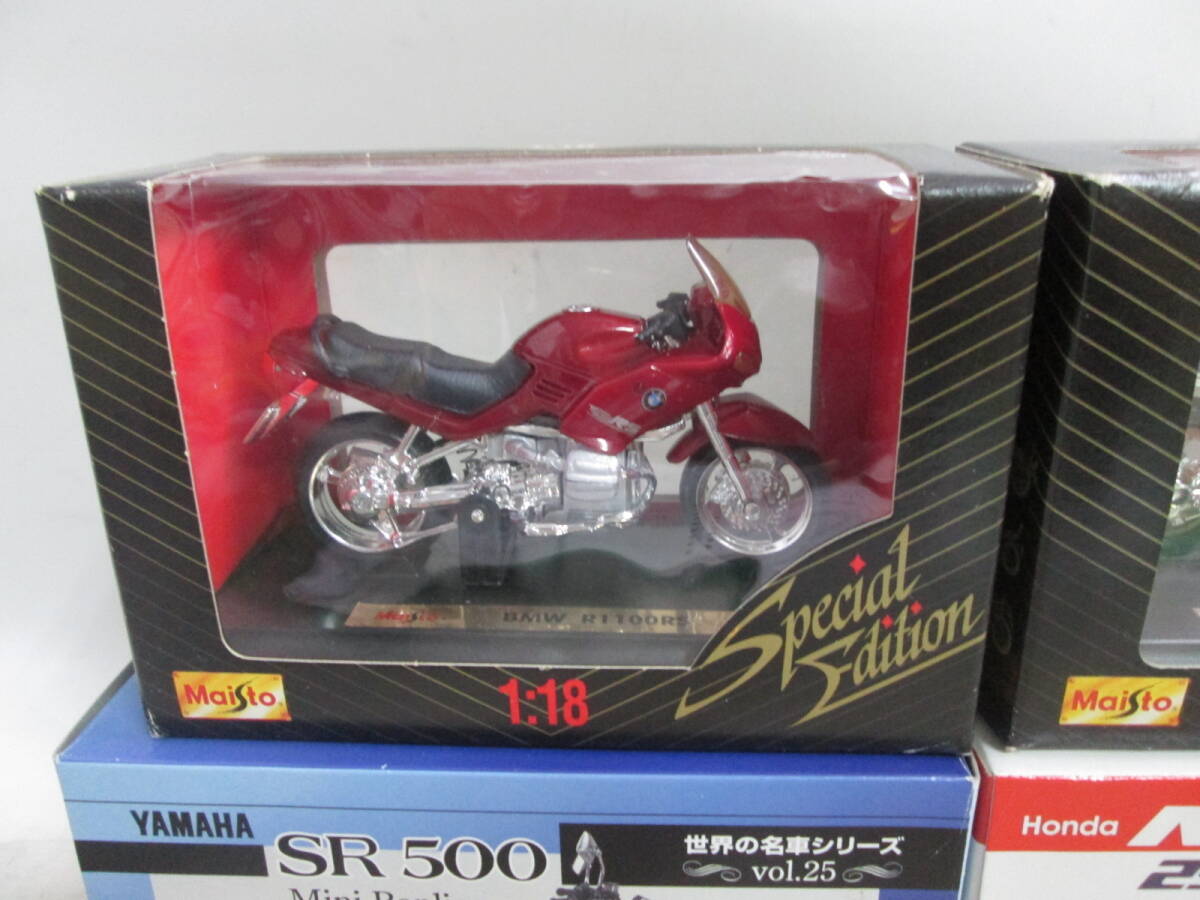 Maisto BMW R1100RS
Special
Edition
Maisto
1:18
Maisto
YAMAHA
SR 500
世界の名車シリーズ
vol.25
Honda